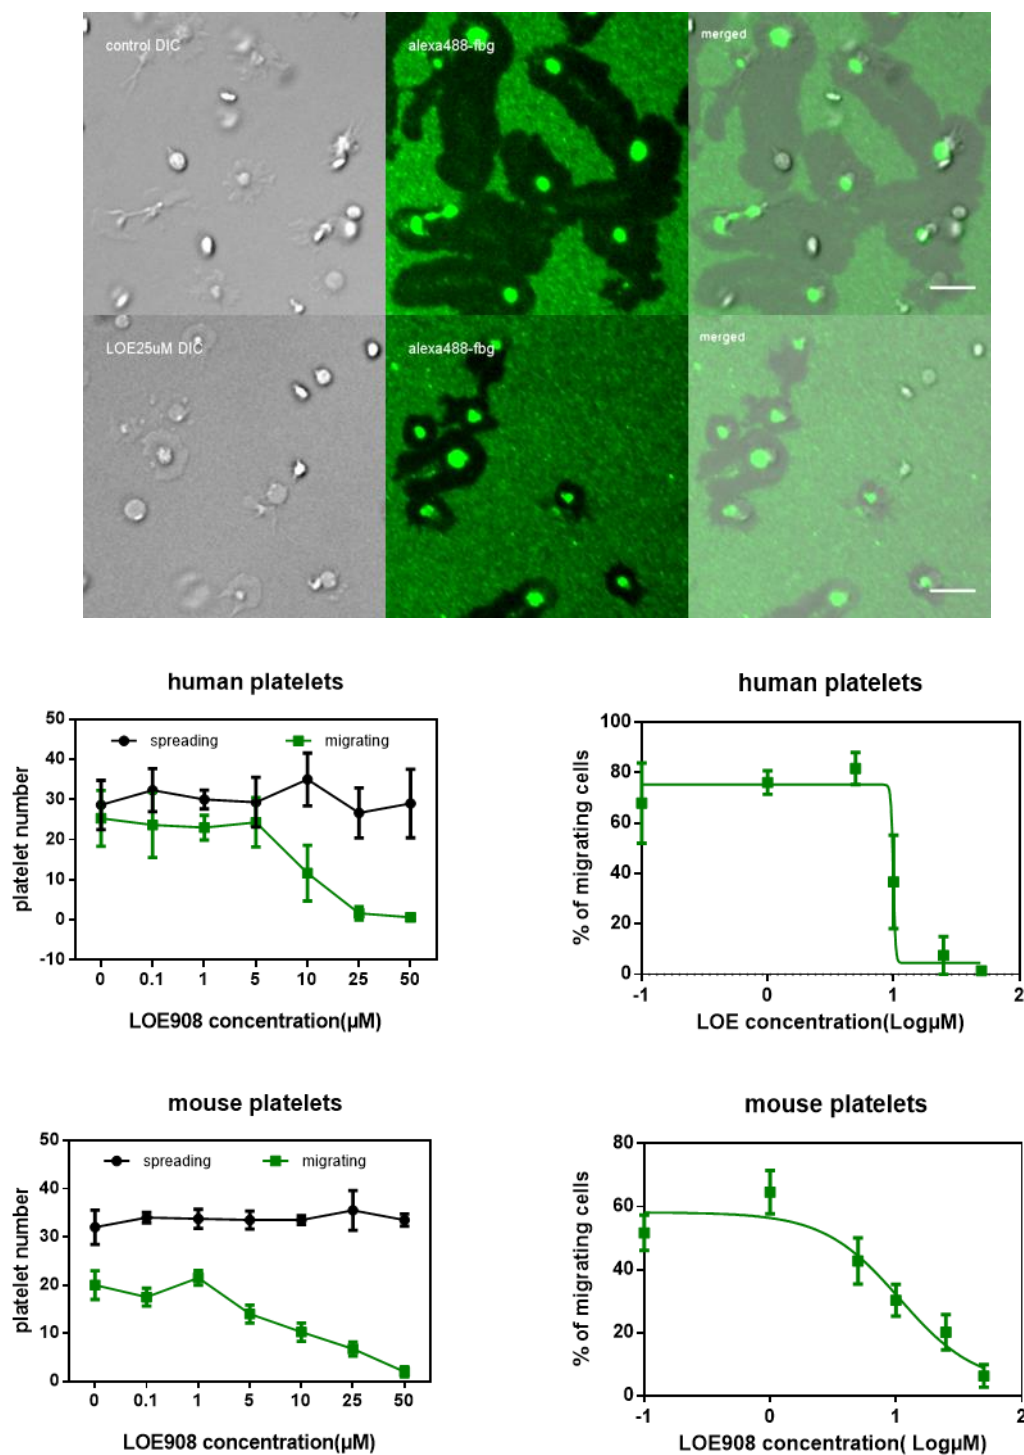 control DIC
alexa488-fbg
merged
LOE25uM DIC
alexa488-fbg
merged
human platelets
platelet number
50
40
30
20
10
0
-10
spreading
migrating
0 0.1 1 5 10 25 50
LOE908 concentration(µM)
human platelets
% of migrating cells
100
80
60
40
20
0
-1 0 1 2
LOE concentration(LogµM)
mouse platelets
platelet number
50
40
30
20
10
0
spreading
migrating
0 0.1 1 5 10 25 50
LOE908 concentration(µM)
mouse platelets
% of migrating cells
80
60
40
20
0
-1 0 1 2
LOE908 concentration( LogµM)